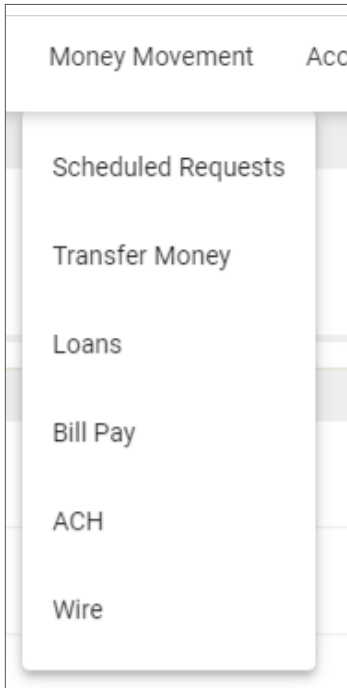 Money Movement
Scheduled Requests
Transfer Money
Loans
Bill Pay
ACH
Wire